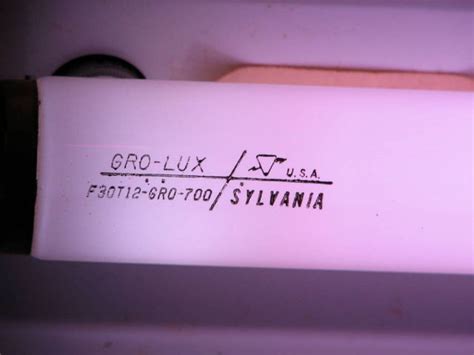 GRO-LUX U.S.A.
F30T12-GRO-700 / SYLVANIA